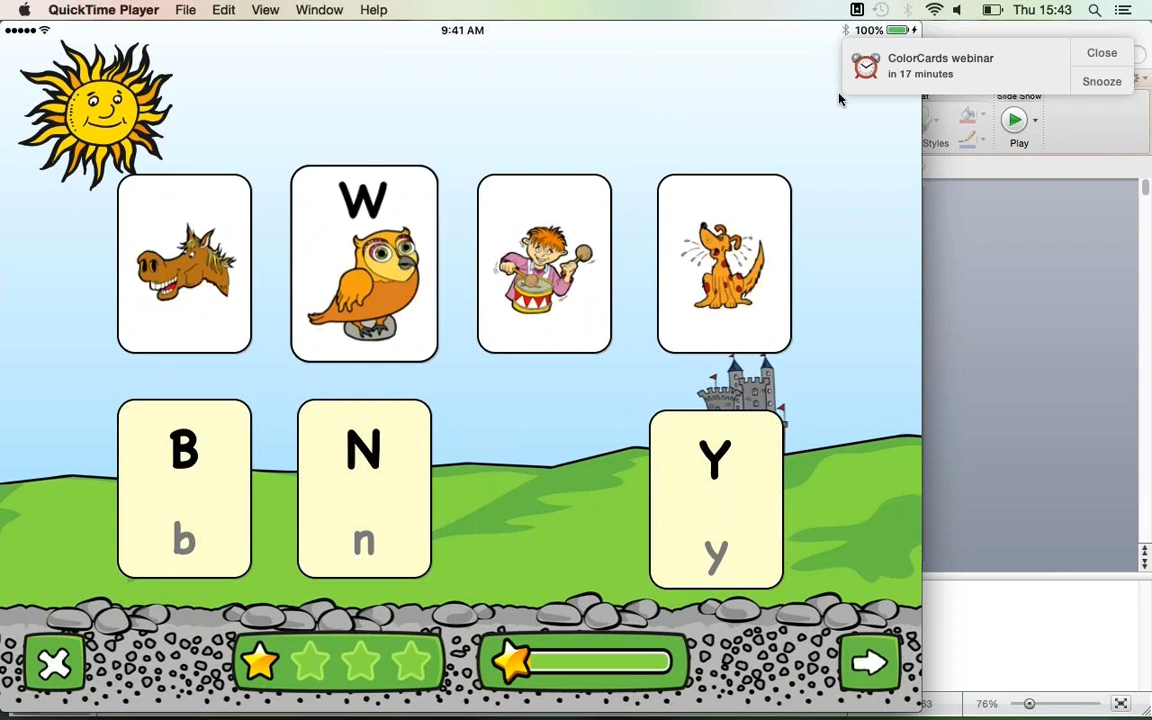 QuickTime Player File Edit View Window Help Thu 15:43
9:41 AM 100%
ColorCards webinar
in 17 minutes
Close
Snooze
Slide Show
Styles
Play
W
B N Y
b n y
76%